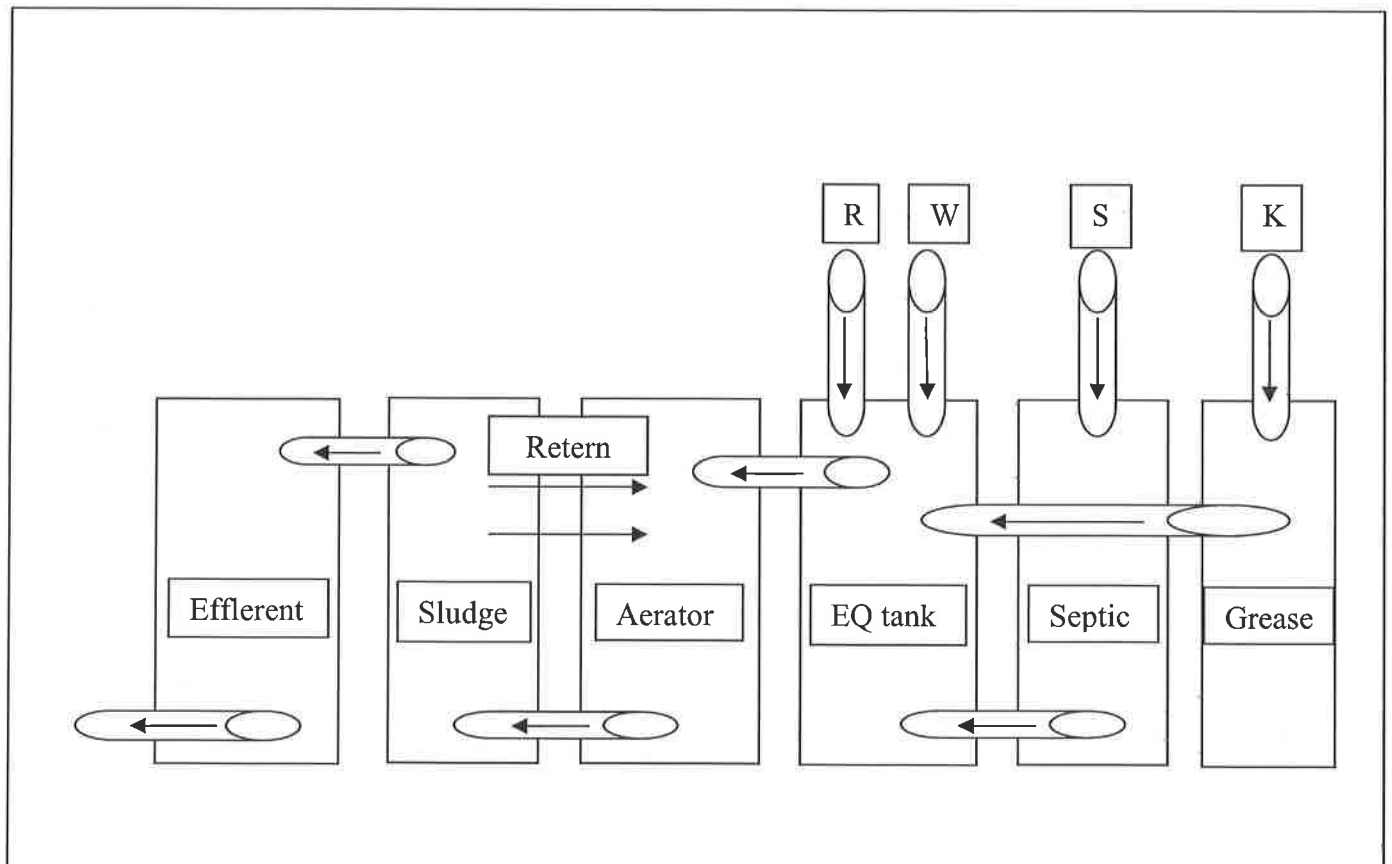 R
W
S
K
Retern
Efflerent
Sludge
Aerator
EQ tank
Septic
Grease